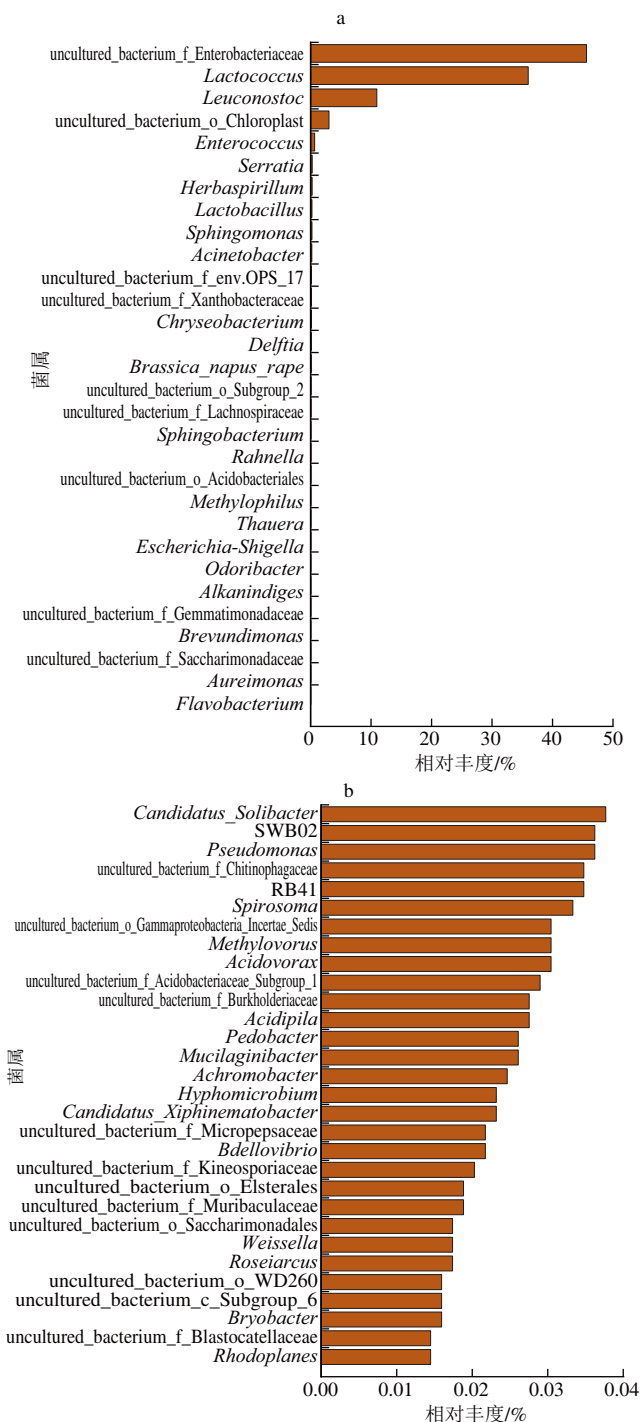 a
uncultured_bacterium_f_Enterobacteriaceae
Lactococcus
Leuconostoc
uncultured_bacterium_o_Chloroplast
Enterococcus
Serratia
Herbaspirillum
Lactobacillus
Sphingomonas
Acinetobacter
uncultured_bacterium_f_env.OPS_17
uncultured_bacterium_f_Xanthobacteraceae
Chryseobacterium
Delftia
Brassica_napus_rape
uncultured_bacterium_o_Subgroup_2
uncultured_bacterium_f_Lachnospiraceae
Sphingobacterium
Rahnella
uncultured_bacterium_o_Acidobacteriales
Methylophilus
Thauera
Escherichia-Shigella
Odoribacter
Alkanindiges
uncultured_bacterium_f_Gemmatimonadaceae
Brevundimonas
uncultured_bacterium_f_Saccharimonadaceae
Aureimonas
Flavobacterium
菌属
0 10 20 30 40 50
相对丰度/%
b
Candidatus_Solibacter
SWB02
Pseudomonas
uncultured_bacterium_f_Chitinophagaceae
RB41
Spirosoma
uncultured_bacterium_o_Gammaproteobacteria_Incertae_Sedis
Methylovorus
Acidovorax
uncultured_bacterium_f_Acidobacteriaceae_Subgroup_1
uncultured_bacterium_f_Burkholderiaceae
Acidipila
Pedobacter
Mucilaginibacter
Achromobacter
Hyphomicrobium
Candidatus_Xiphinematobacter
uncultured_bacterium_f_Micropepsaceae
Bdellovibrio
uncultured_bacterium_f_Kineosporiaceae
uncultured_bacterium_o_Elsterales
uncultured_bacterium_f_Muribaculaceae
uncultured_bacterium_o_Saccharimonadales
Weissella
Roseiarcus
uncultured_bacterium_o_WD260
uncultured_bacterium_c_Subgroup_6
Bryobacter
uncultured_bacterium_f_Blastocatellaceae
Rhodoplanes
菌属
0.00 0.01 0.02 0.03 0.04
相对丰度/%